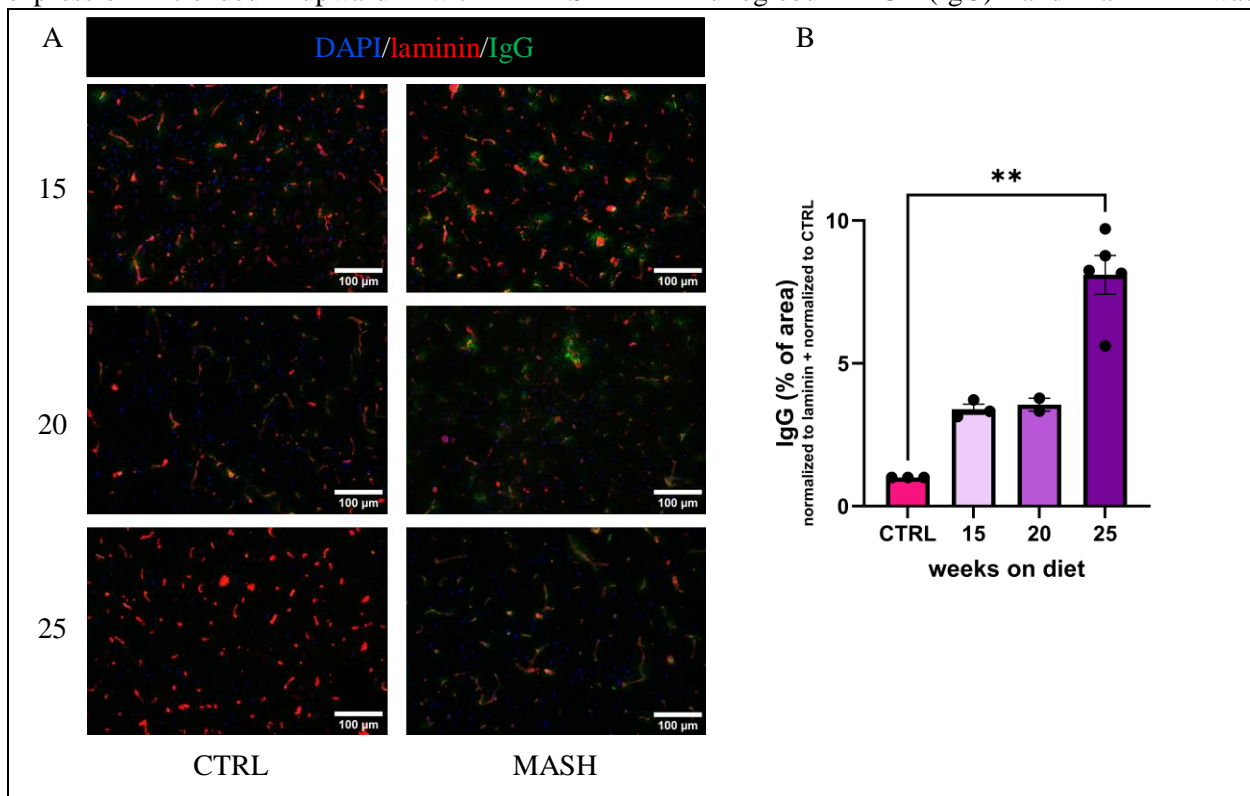 A
B
DAPI/laminin/IgG
15
100 µm
100 µm
20
100 µm
100 µm
25
100 µm
100 µm
CTRL
MASH
**
IgG (% of area)
normalized to laminin + normalized to CTRL
10
5
0
CTRL 15 20 25
weeks on diet